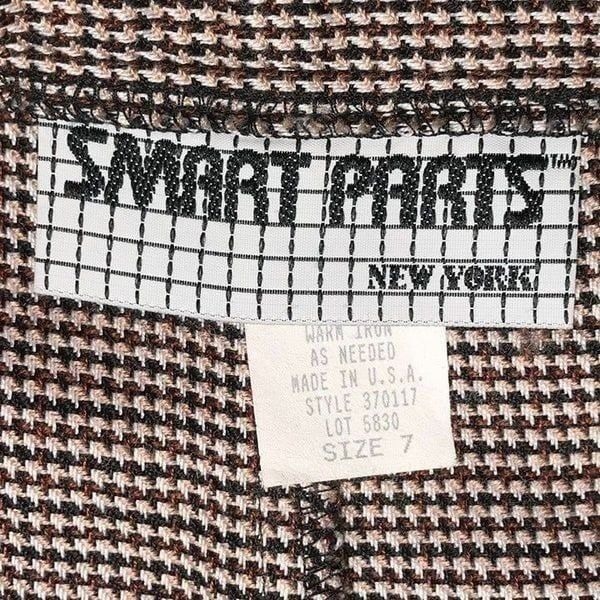 SMART PARTS™
NEW YORK
WARM IRON
AS NEEDED
MADE IN U.S.A.
STYLE 370117
LOT 5830
SIZE 7